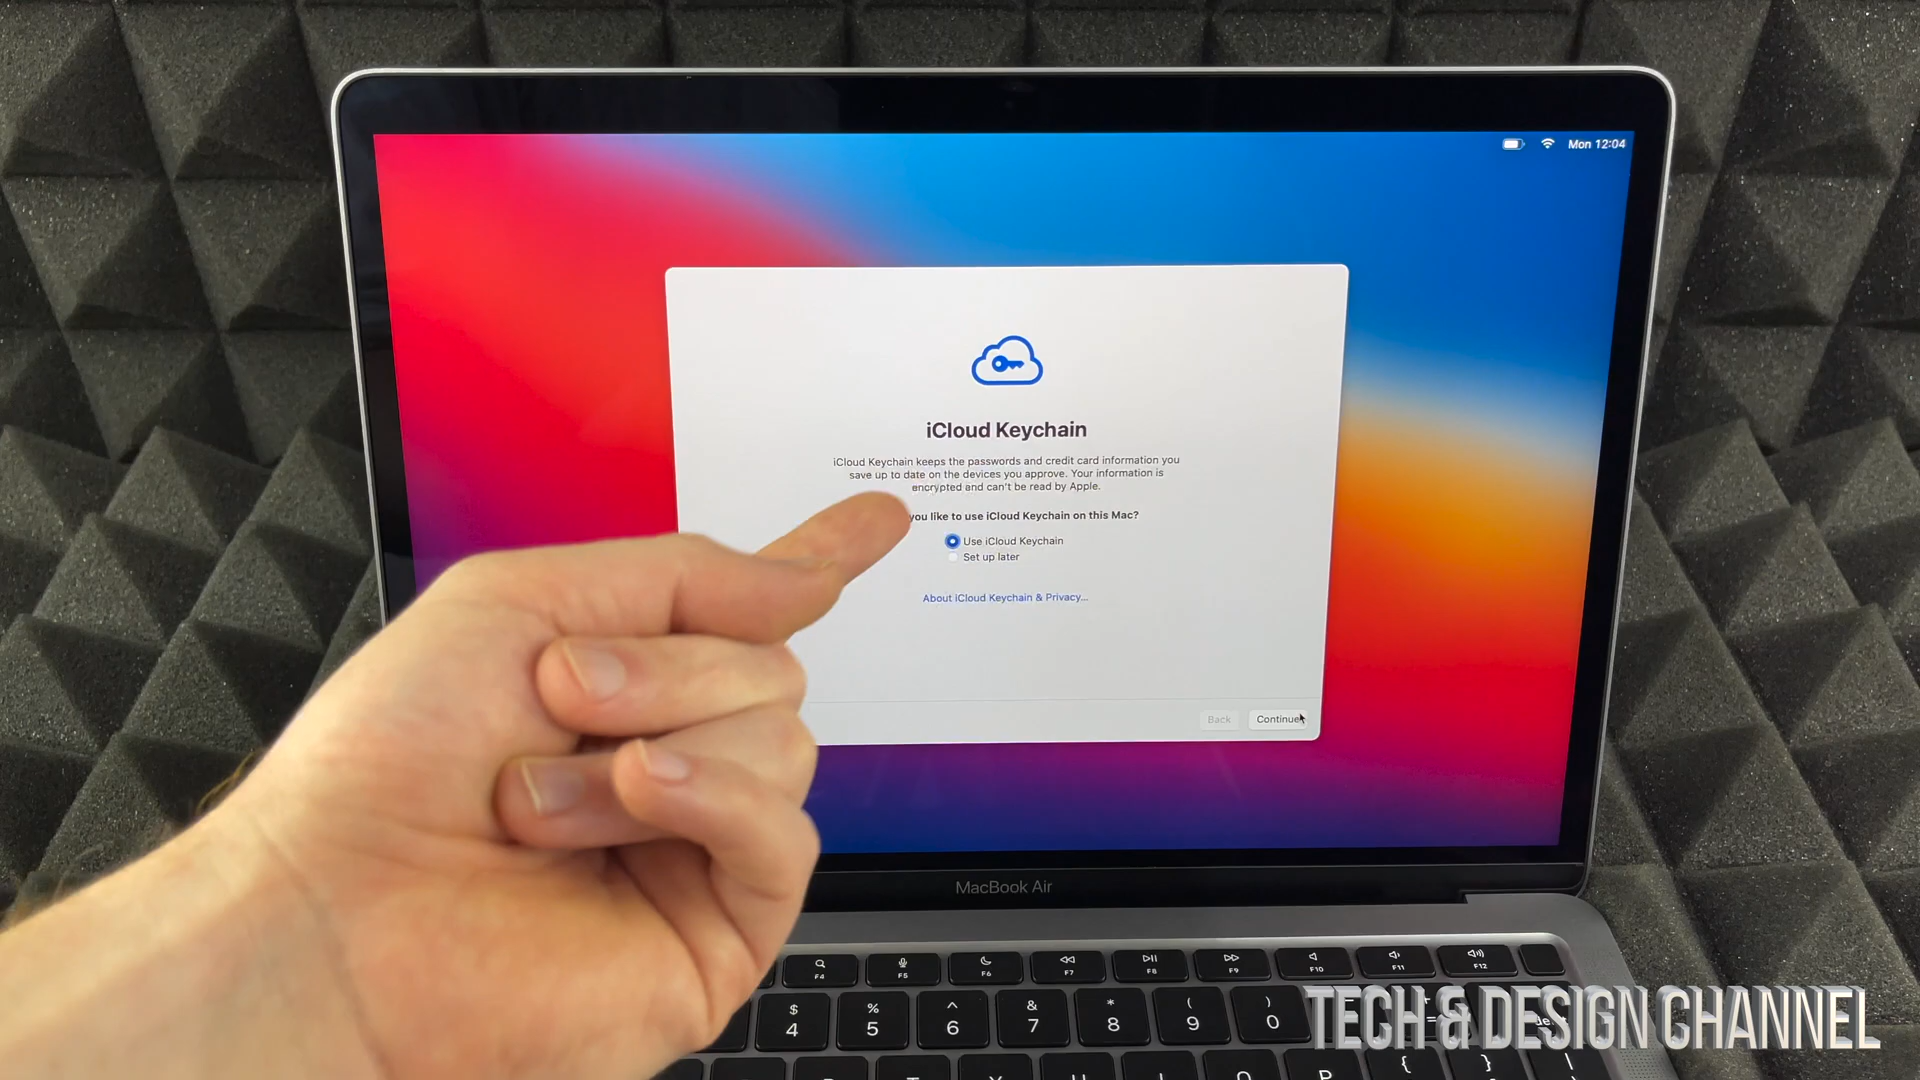 Mon 12:04
iCloud Keychain
iCloud Keychain keeps the passwords and credit card information you
save up to date on the devices you approve. Your information is
encrypted and can't be read by Apple.
you like to use iCloud Keychain on this Mac?
Use iCloud Keychain
Set up later
About iCloud Keychain & Privacy...
Back Continue
MacBook Air
F4 F5 F6 F7 F8 F9 F10 F11 F12
$ % ^ & * ( )
4 5 6 7 8 9 0
TECH & DESIGN CHANNEL
{ }